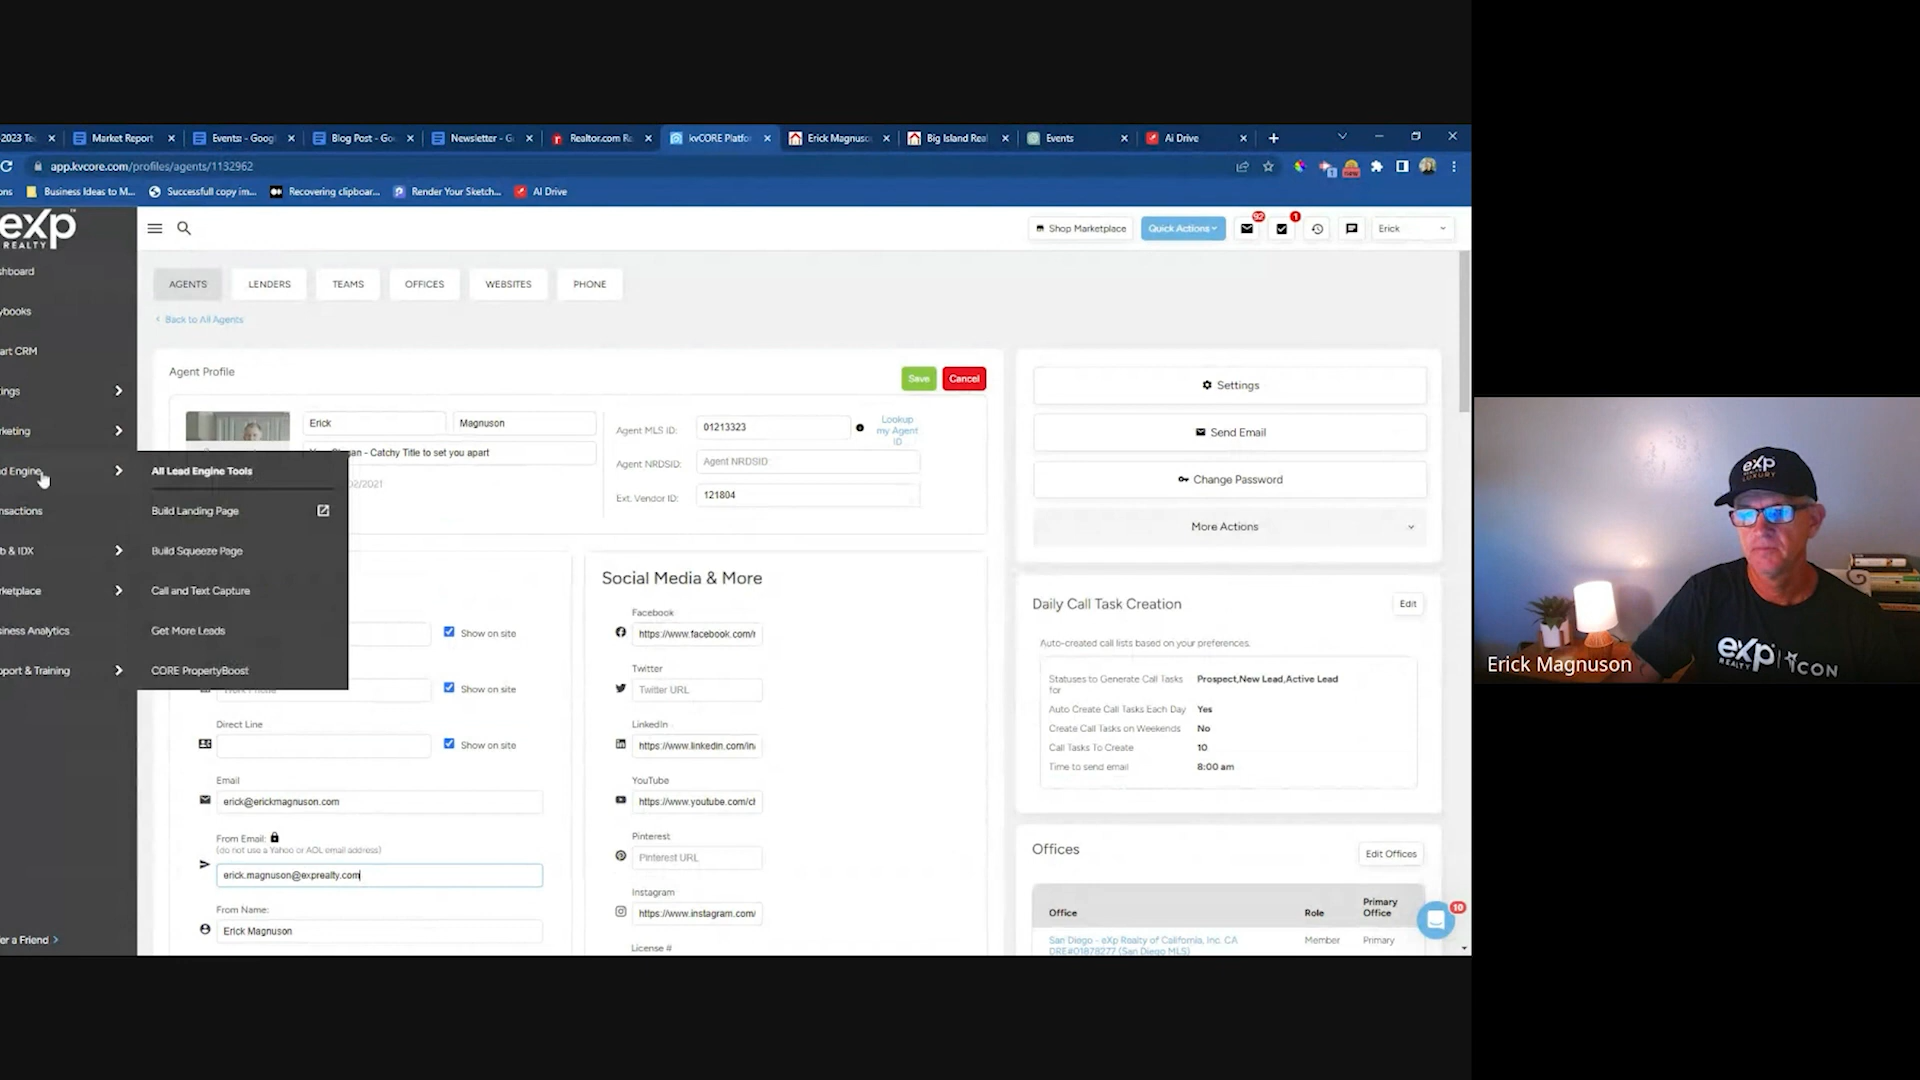 2023 Te
Market Report
Events: - Googl
Blog Post - Go
Newsletter - G
Realtor.com R
kvCORE Platfo
Erick Magnuso
Big Island Real
Events
Ai Drive
app.kvcore.com/profiles/agents/1132962
Business Ideas to M...
Successful copy im...
Recovering clipboar...
Render Your Sketch...
AI Drive
eXp
REALTY
Shop Marketplace
Quick Actions
92
1
Erick
shboard
ybooks
art CRM
tings
rketing
d Engine
nsactions
b & IDX
rketplace
siness Analytics
pport & Training
er a Friend >
All Lead Engine Tools
Build Landing Page
Build Squeeze Page
Call and Text Capture
Get More Leads
CORE PropertyBoost
AGENTS
LENDERS
TEAMS
OFFICES
WEBSITES
PHONE
< Back to All Agents
Agent Profile
Save
Cancel
Erick
Magnuson
- Catchy Title to set you apart
02/2021
Agent MLS ID:
01213323
Lookup
my Agent
ID
Agent NRDSID:
Agent NRDSID
Ext. Vendor ID:
121804
Show on site
Show on site
Direct Line
Show on site
Email
erick@erickmagnuson.com
From Email:
(do not use a Yahoo or AOL email address)
erick.magnuson@exprealty.com
From Name:
Erick Magnuson
Social Media & More
Facebook
https://www.facebook.com/r
Twitter
Twitter URL
LinkedIn
https://www.linkedin.com/in/
YouTube
https://www.youtube.com/cl
Pinterest
Pinterest URL
Instagram
https://www.instagram.com/
License #
Settings
Send Email
Change Password
More Actions
Daily Call Task Creation
Edit
Auto-created call lists based on your preferences.
Statuses to Generate Call Tasks
for
Prospect,New Lead,Active Lead
Auto Create Call Tasks Each Day
Yes
Create Call Tasks on Weekends
No
Call Tasks To Create
10
Time to send email
8:00 am
Offices
Edit Offices
Office
Role
Primary
Office
San Diego - eXp Realty of California, Inc. CA
DRE#01878277 (San Diego MLS)
Member
Primary
10
eXp
LUXURY
eXp
REALTY
ICON
Erick Magnuson